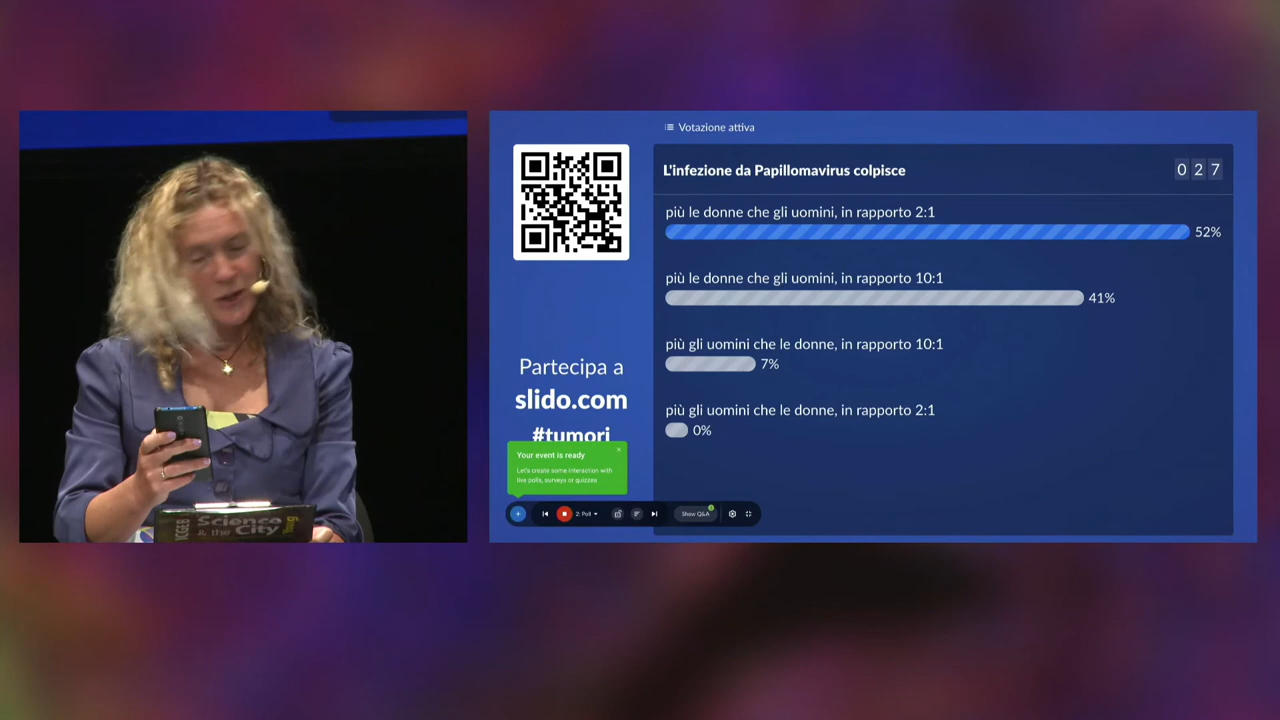 Votazione attiva
L'infezione da Papillomavirus colpisce
027
più le donne che gli uomini, in rapporto 2:1
52%
più le donne che gli uomini, in rapporto 10:1
41%
più gli uomini che le donne, in rapporto 10:1
7%
più gli uomini che le donne, in rapporto 2:1
0%
Partecipa a
slido.com
#tumori
Your event is ready
Let's create some interaction with
live polls, surveys or quizzes
2: Poll
Show Q&A
ICGEB
Science
& the City